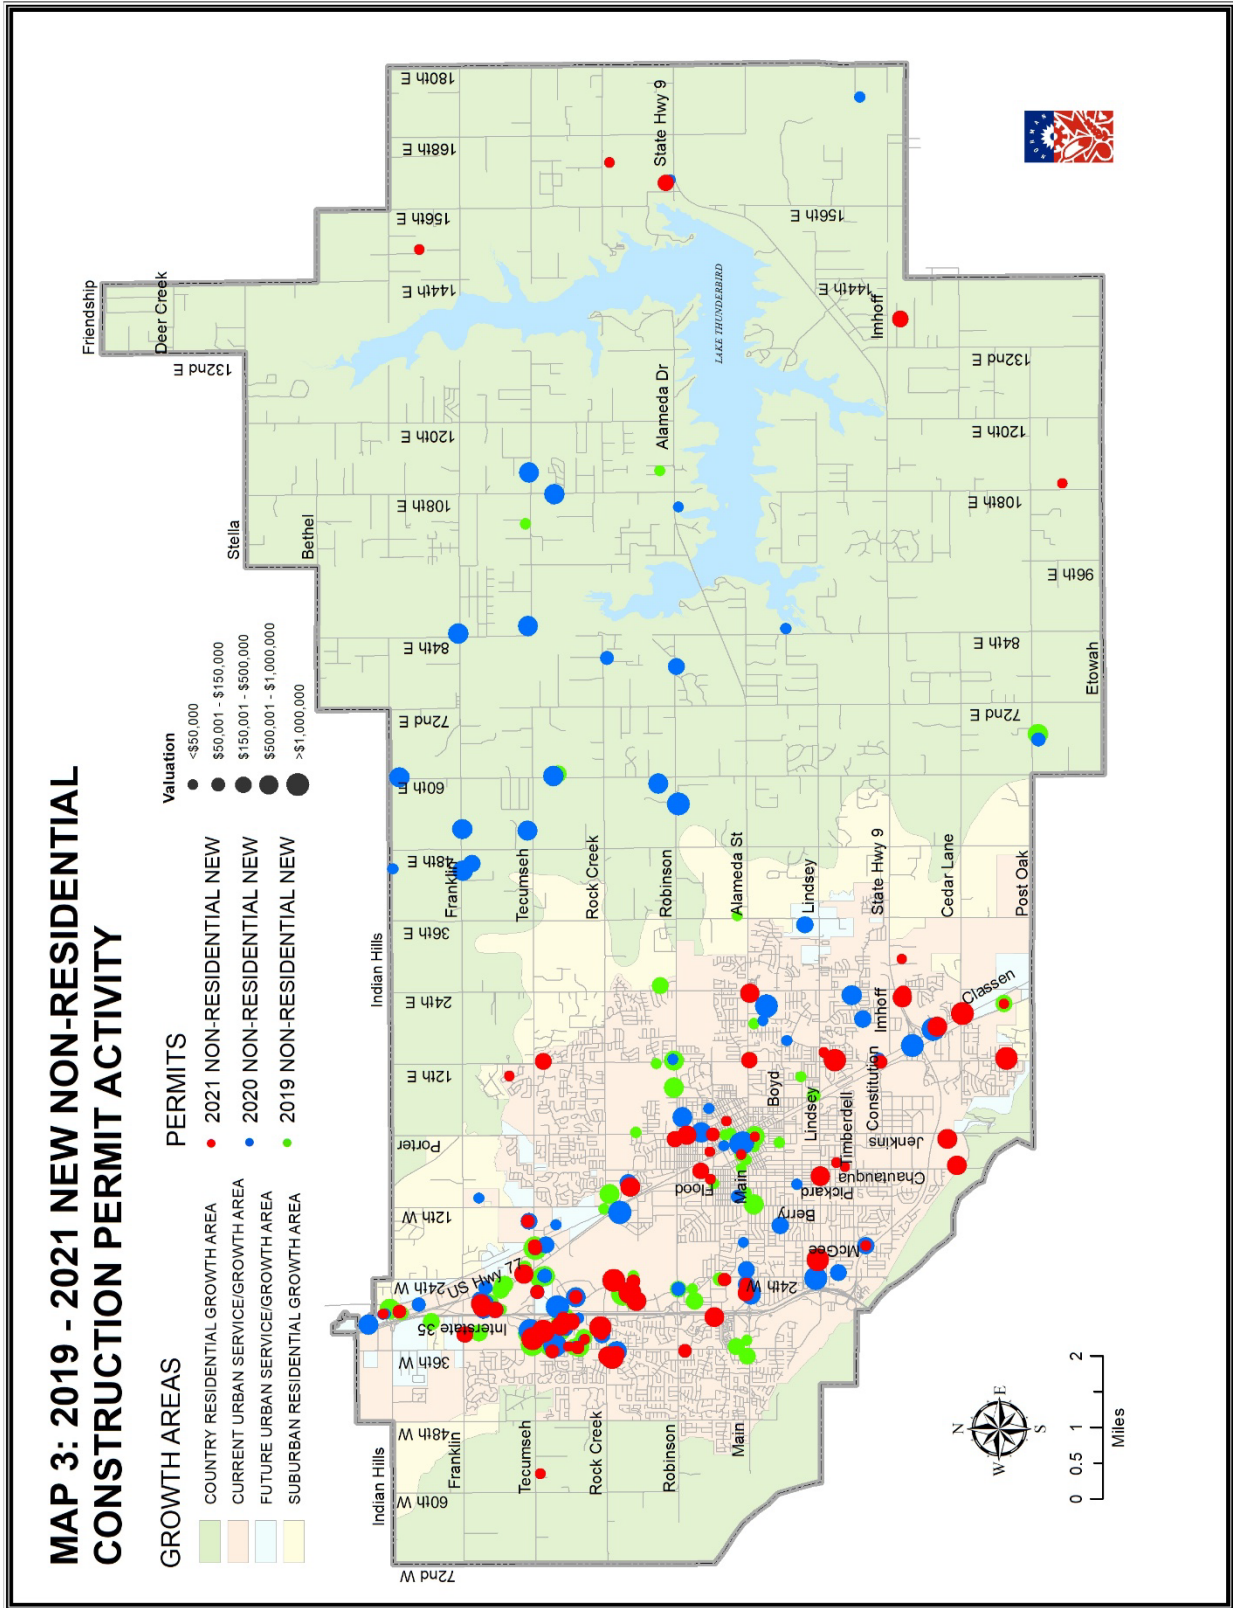 MAP 3: 2019 - 2021 NEW NON-RESIDENTIAL
CONSTRUCTION PERMIT ACTIVITY
GROWTH AREAS
COUNTRY RESIDENTIAL GROWTH AREA
CURRENT URBAN SERVICE/GROWTH AREA
FUTURE URBAN SERVICE/GROWTH AREA
SUBURBAN RESIDENTIAL GROWTH AREA
PERMITS
2021 NON-RESIDENTIAL NEW
2020 NON-RESIDENTIAL NEW
2019 NON-RESIDENTIAL NEW
Valuation
<$50,000
$50,001 - $150,000
$150,001 - $500,000
$500,001 - $1,000,000
>$1,000,000
Friendship
Deer Creek
132nd E
Stella
Bethel
Indian Hills
Indian Hills
72nd W
60th W
48th W
36th W
24th W
12th W
Porter
12th E
24th E
36th E
48th E
60th E
72nd E
84th E
108th E
120th E
144th E
156th E
168th E
180th E
Franklin
Franklin
Interstate 35
US Hwy 77
Tecumseh
Tecumseh
Rock Creek
Rock Creek
Robinson
Robinson
Alameda Dr
State Hwy 9
LAKE THUNDERBIRD
Main
Main
Flood
Alameda St
24th W
Berry
Boyd
Lindsey
Lindsey
156th E
144th E
McGee
Pickard
Chautauqua
Timberdell
Constitution
Jenkins
Imhoff
State Hwy 9
Imhoff
Classen
Cedar Lane
Post Oak
72nd E
84th E
96th E
108th E
120th E
132nd E
Etowah
N
W
E
S
0
0.5
1
2
Miles
NORMAN